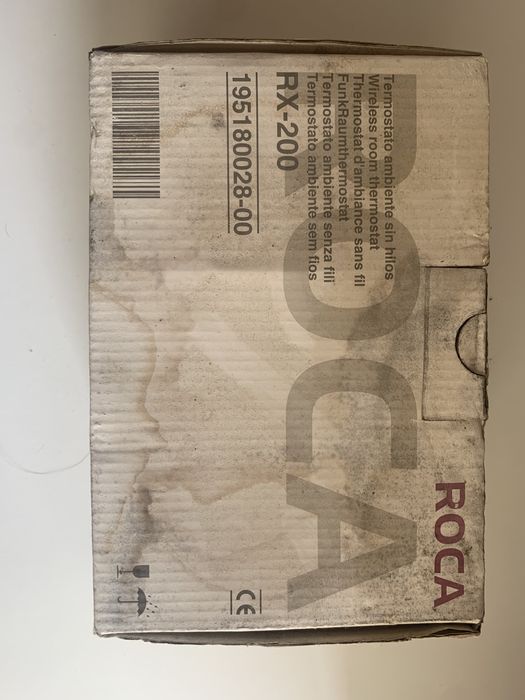 ROCA
ROCA
Termostato ambiente sin hilos
Wireless room thermostat
Thermostat d'ambiance sans fil
FunkRaumthermostat
Termostato ambiente senza fili
Termostato ambiente sem fios
RX-200
195180028-00
CE